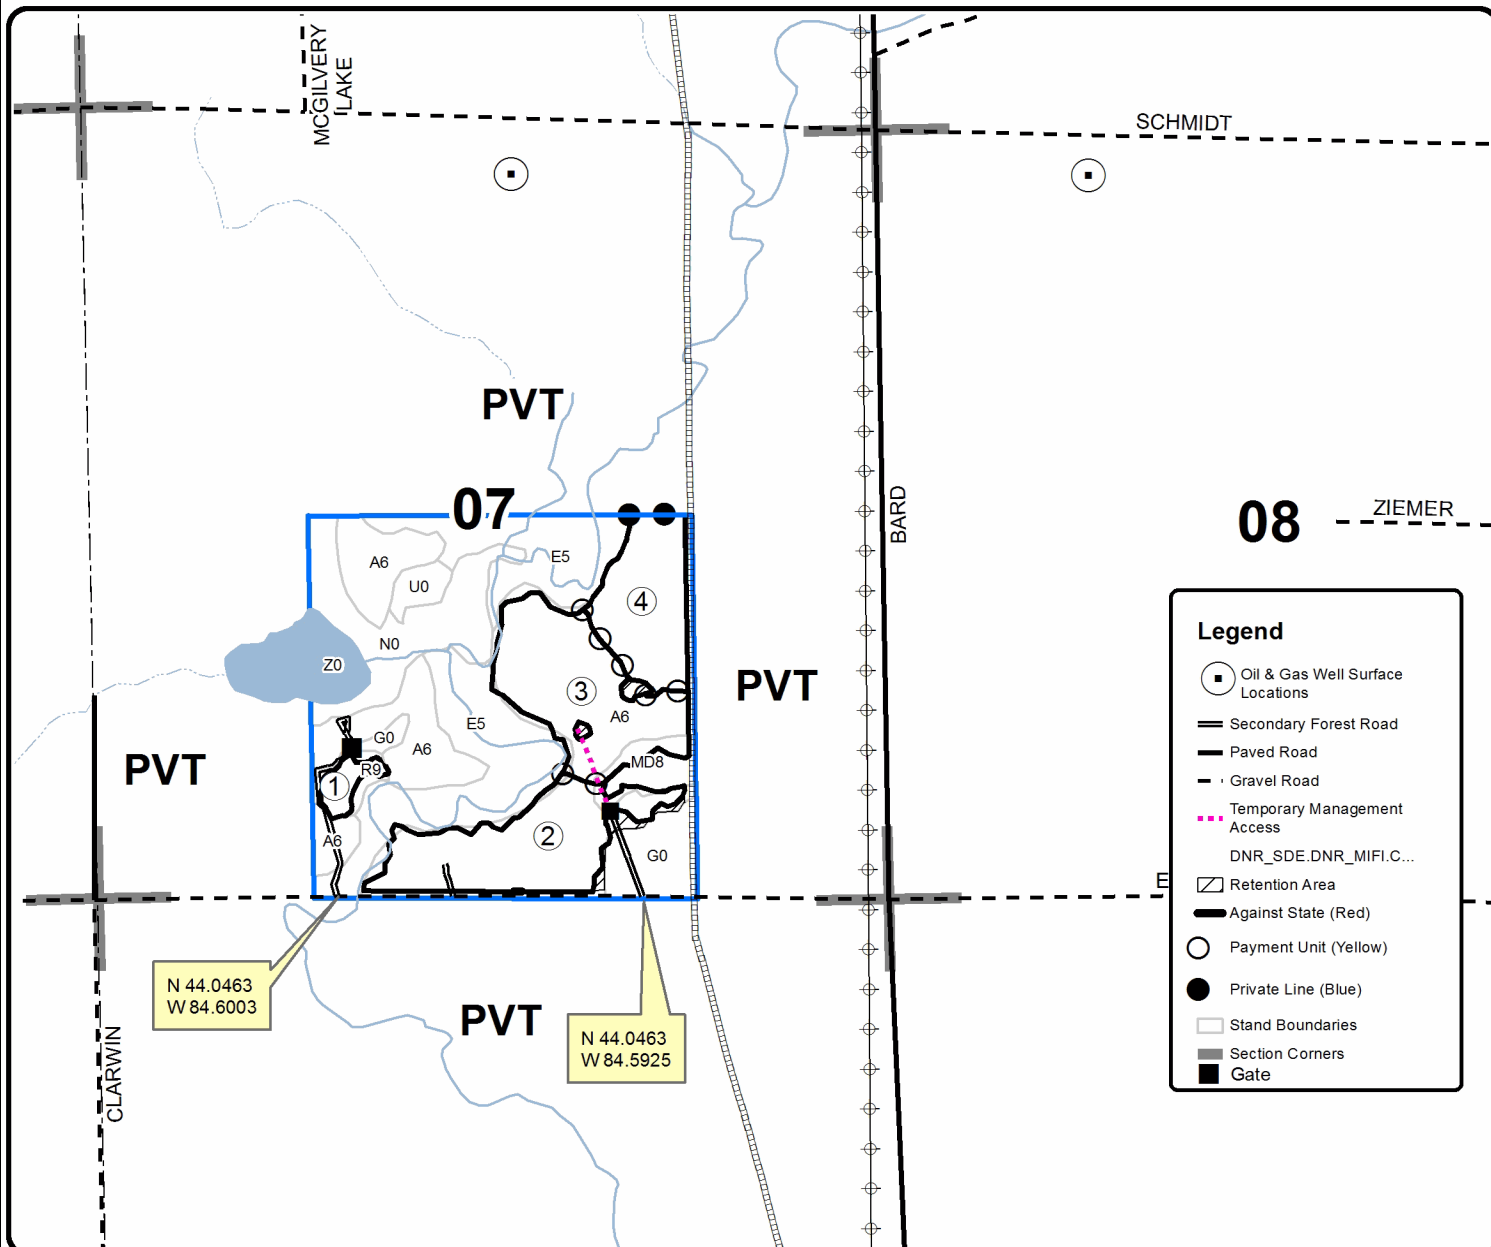 MCGILVERY
LAKE
SCHMIDT
PVT
07
08
ZIEMER
BARD
A6
U0
E5
4
N0
Z0
3
A6
PVT
E5
G0
A6
R9
MD8
1
PVT
2
A6
G0
E
N 44.0463
W 84.6003
PVT
N 44.0463
W 84.5925
CLARWIN
Legend
Oil & Gas Well Surface
Locations
Secondary Forest Road
Paved Road
Gravel Road
Temporary Management
Access
DNR_SDE.DNR_MIFI.C...
Retention Area
Against State (Red)
Payment Unit (Yellow)
Private Line (Blue)
Stand Boundaries
Section Corners
Gate